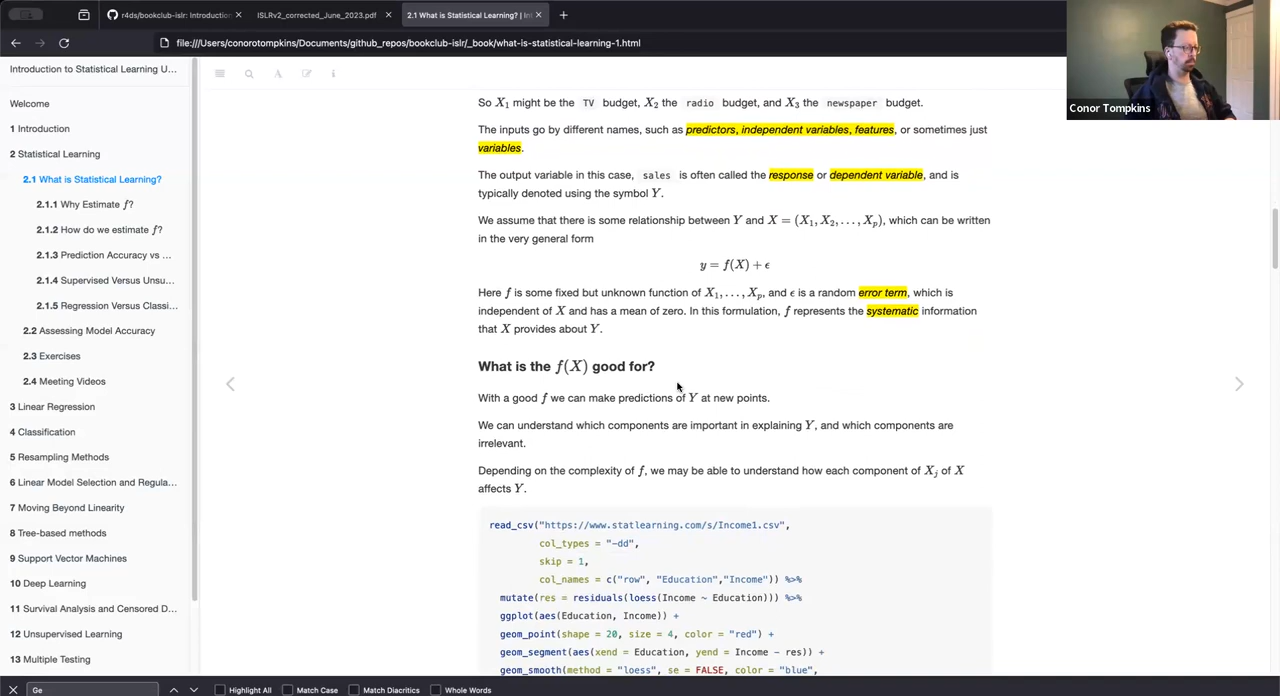 r4ds/bookclub-islr: Introduction
ISLRv2_corrected_June_2023.pdf
2.1 What is Statistical Learning? | In
file:///Users/conorotompkins/Documents/github_repos/bookclub-islr/_book/what-is-statistical-learning-1.html
Conor Tompkins
Introduction to Statistical Learning U...
Welcome
1 Introduction
2 Statistical Learning
2.1 What is Statistical Learning?
2.1.1 Why Estimate f?
2.1.2 How do we estimate f?
2.1.3 Prediction Accuracy vs ...
2.1.4 Supervised Versus Unsu...
2.1.5 Regression Versus Classi...
2.2 Assessing Model Accuracy
2.3 Exercises
2.4 Meeting Videos
3 Linear Regression
4 Classification
5 Resampling Methods
6 Linear Model Selection and Regula...
7 Moving Beyond Linearity
8 Tree-based methods
9 Support Vector Machines
10 Deep Learning
11 Survival Analysis and Censored D...
12 Unsupervised Learning
13 Multiple Testing
So X₁ might be the TV budget, X₂ the radio budget, and X₃ the newspaper budget.
The inputs go by different names, such as predictors, independent variables, features, or sometimes just
variables.
The output variable in this case, sales is often called the response or dependent variable, and is
typically denoted using the symbol Y.
We assume that there is some relationship between Y and X = (X₁, X₂, . . . , Xₚ), which can be written
in the very general form
y = f(X) + ϵ
Here f is some fixed but unknown function of X₁, . . . , Xₚ, and ϵ is a random error term, which is
independent of X and has a mean of zero. In this formulation, f represents the systematic information
that X provides about Y.
What is the f(X) good for?
With a good f we can make predictions of Y at new points.
We can understand which components are important in explaining Y, and which components are
irrelevant.
Depending on the complexity of f, we may be able to understand how each component of Xⱼ of X
affects Y.
read_csv("https://www.statlearning.com/s/Income1.csv",
col_types = "-dd",
skip = 1,
col_names = c("row", "Education","Income")) %>%
mutate(res = residuals(loess(Income ~ Education))) %>%
ggplot(aes(Education, Income)) +
geom_point(shape = 20, size = 4, color = "red") +
geom_segment(aes(xend = Education, yend = Income - res)) +
geom_smooth(method = "loess", se = FALSE, color = "blue",
Ge
Highlight All
Match Case
Match Diacritics
Whole Words